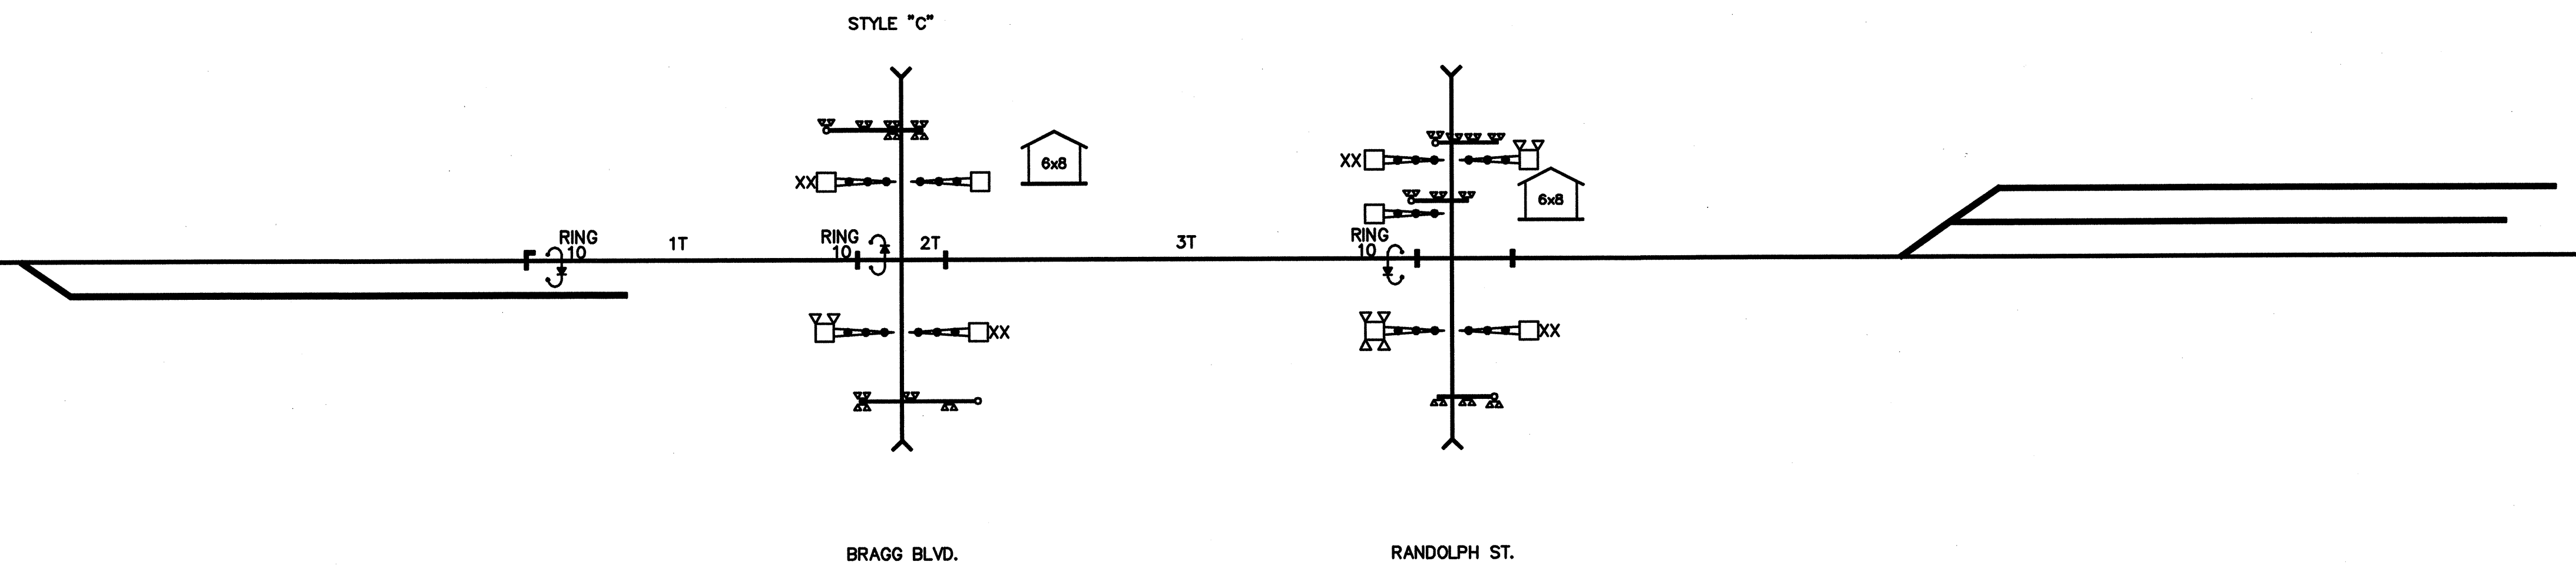 STYLE "C"
6x8
XX
XX
6x8
RING
10
1T
RING
10
2T
3T
RING
10
XX
XX
BRAGG BLVD.
RANDOLPH ST.